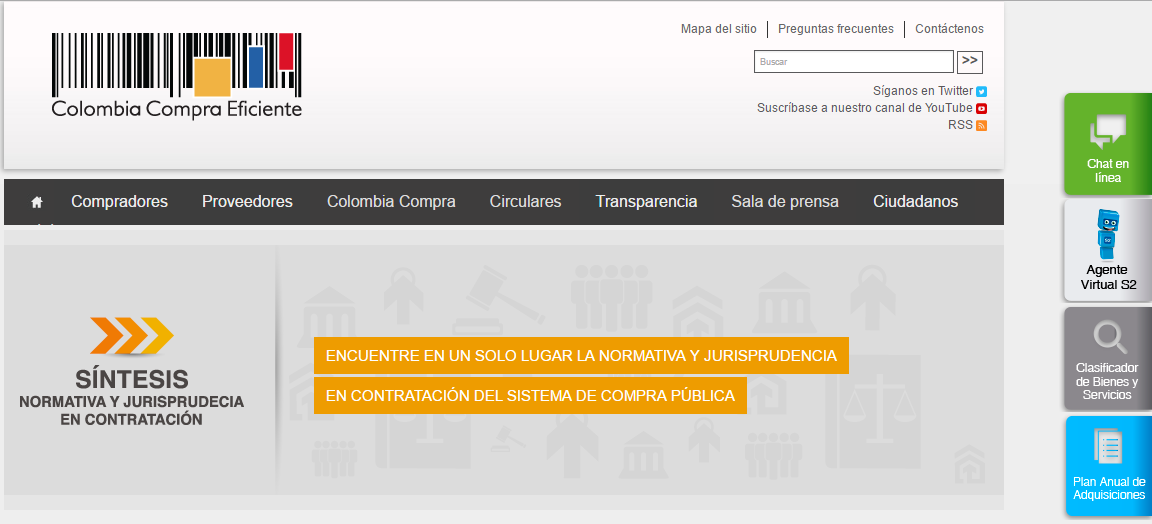 Mapa del sitio
Preguntas frecuentes
Contáctenos
Colombia Compra Eficiente
Buscar
>>
Síganos en Twitter
Suscríbase a nuestro canal de YouTube
RSS
Compradores
Proveedores
Colombia Compra
Circulares
Transparencia
Sala de prensa
Ciudadanos
SÍNTESIS
NORMATIVA Y JURISPRUDECIA
EN CONTRATACIÓN
ENCUENTRE EN UN SOLO LUGAR LA NORMATIVA Y JURISPRUDENCIA
EN CONTRATACIÓN DEL SISTEMA DE COMPRA PÚBLICA
Chat en
línea
Agente
Virtual S2
Clasificador
de Bienes y
Servicios
Plan Anual de
Adquisiciones